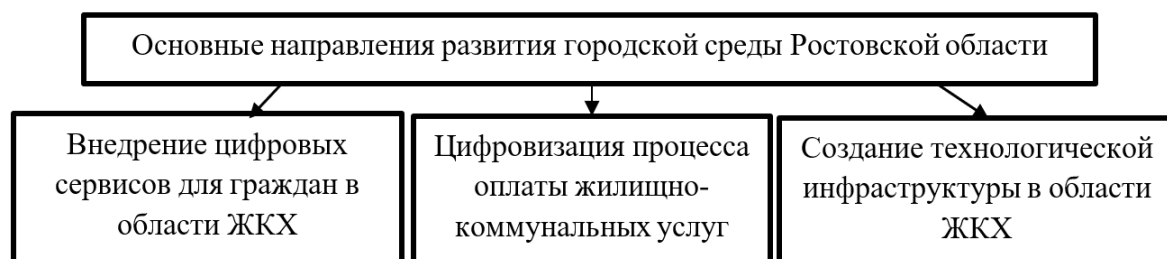 Основные направления развития городской среды Ростовской области
Внедрение цифровых
сервисов для граждан в
области ЖКХ
Цифровизация процесса
оплаты жилищно-
коммунальных услуг
Создание технологической
инфраструктуры в области
ЖКХ